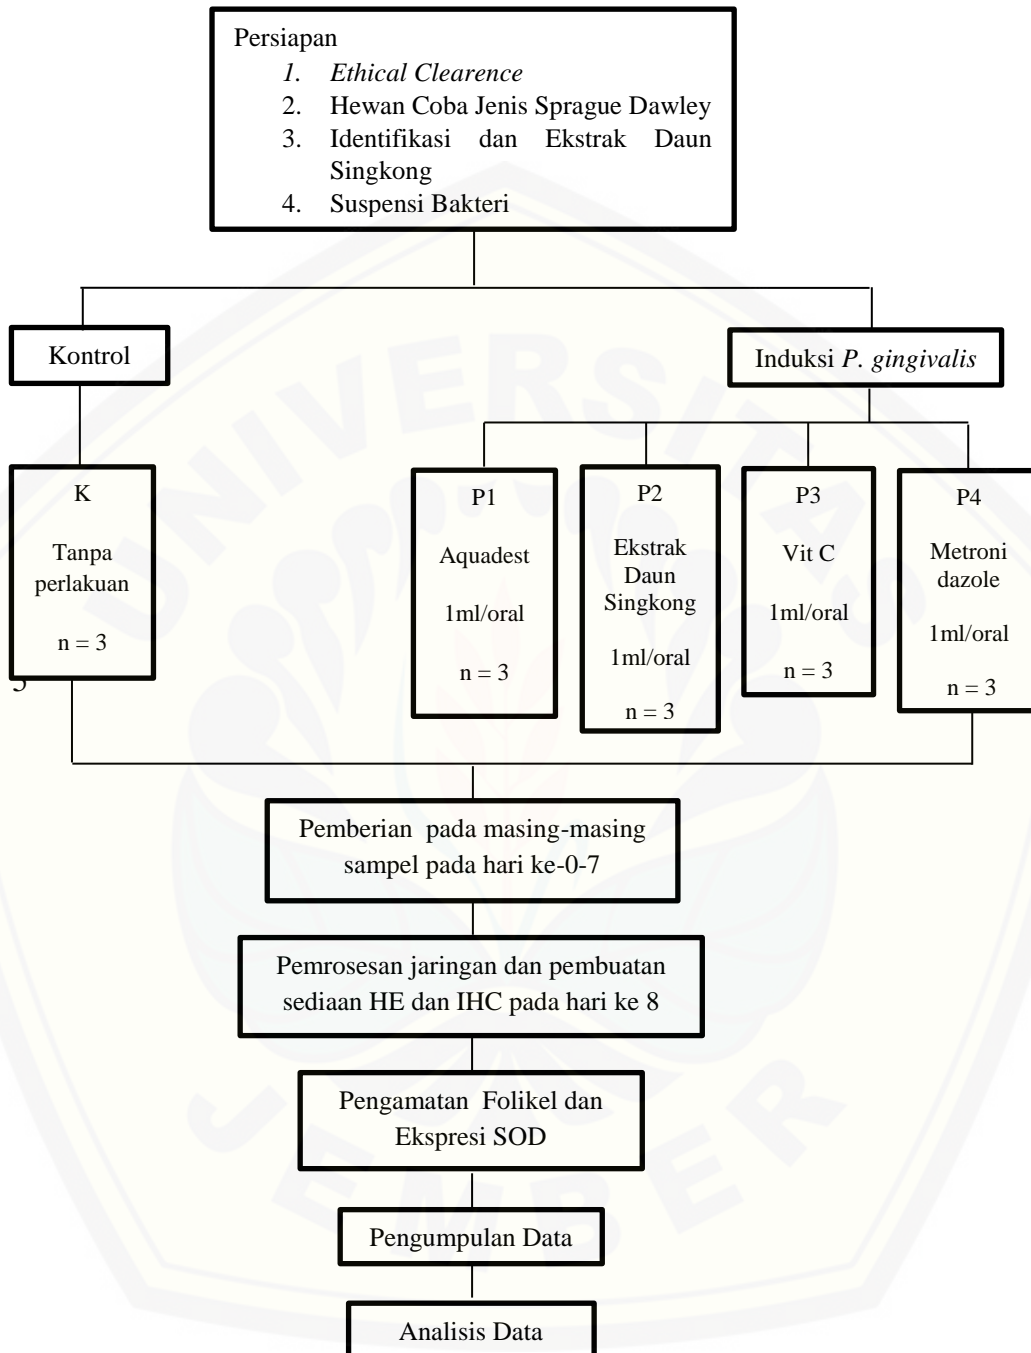 Persiapan
1. Ethical Clearence
2. Hewan Coba Jenis Sprague Dawley
3. Identifikasi dan Ekstrak Daun
Singkong
4. Suspensi Bakteri
Kontrol
Induksi P. gingivalis
K
Tanpa
perlakuan
n = 3
P1
Aquadest
1ml/oral
n = 3
P2
Ekstrak
Daun
Singkong
1ml/oral
n = 3
P3
Vit C
1ml/oral
n = 3
P4
Metroni
dazole
1ml/oral
n = 3
Pemberian pada masing-masing
sampel pada hari ke-0-7
Pemrosesan jaringan dan pembuatan
sediaan HE dan IHC pada hari ke 8
Pengamatan Folikel dan
Ekspresi SOD
Pengumpulan Data
Analisis Data
UNIVERSITAS
JEMBER